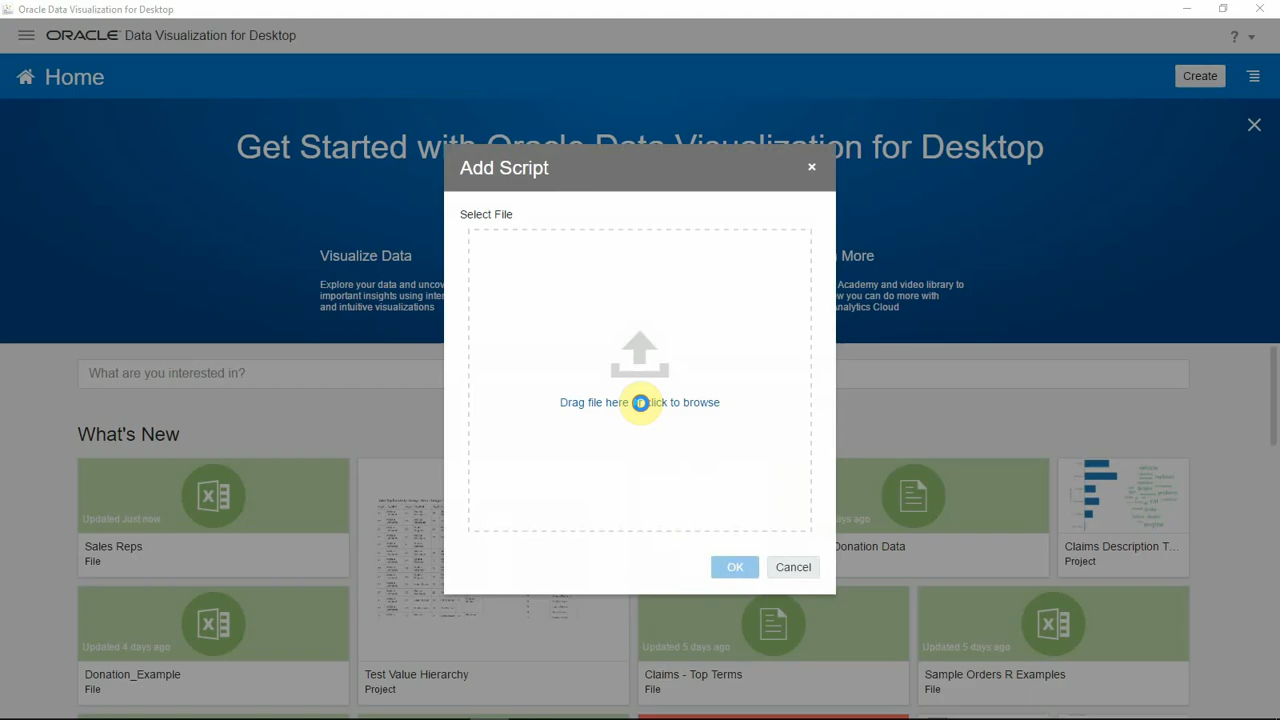 Oracle Data Visualization for Desktop
ORACLE Data Visualization for Desktop
?
Home
Create
Get Started with Oracle Data Visualization for Desktop
Add Script
×
Select File
Drag file here or click to browse
OK
Cancel
Visualize Data
Explore your data and uncov
important insights using inter
and intuitive visualizations
More
Academy and video library to
w you can do more with
Analytics Cloud
What are you interested in?
What's New
Updated Just now
Sales Reps
File
ays ago
Donation Data
Claims Description T...
Project
Updated 4 days ago
Donation_Example
File
Test Value Hierarchy
Project
Updated 5 days ago
Claims - Top Terms
File
Updated 5 days ago
Sample Orders R Examples
File